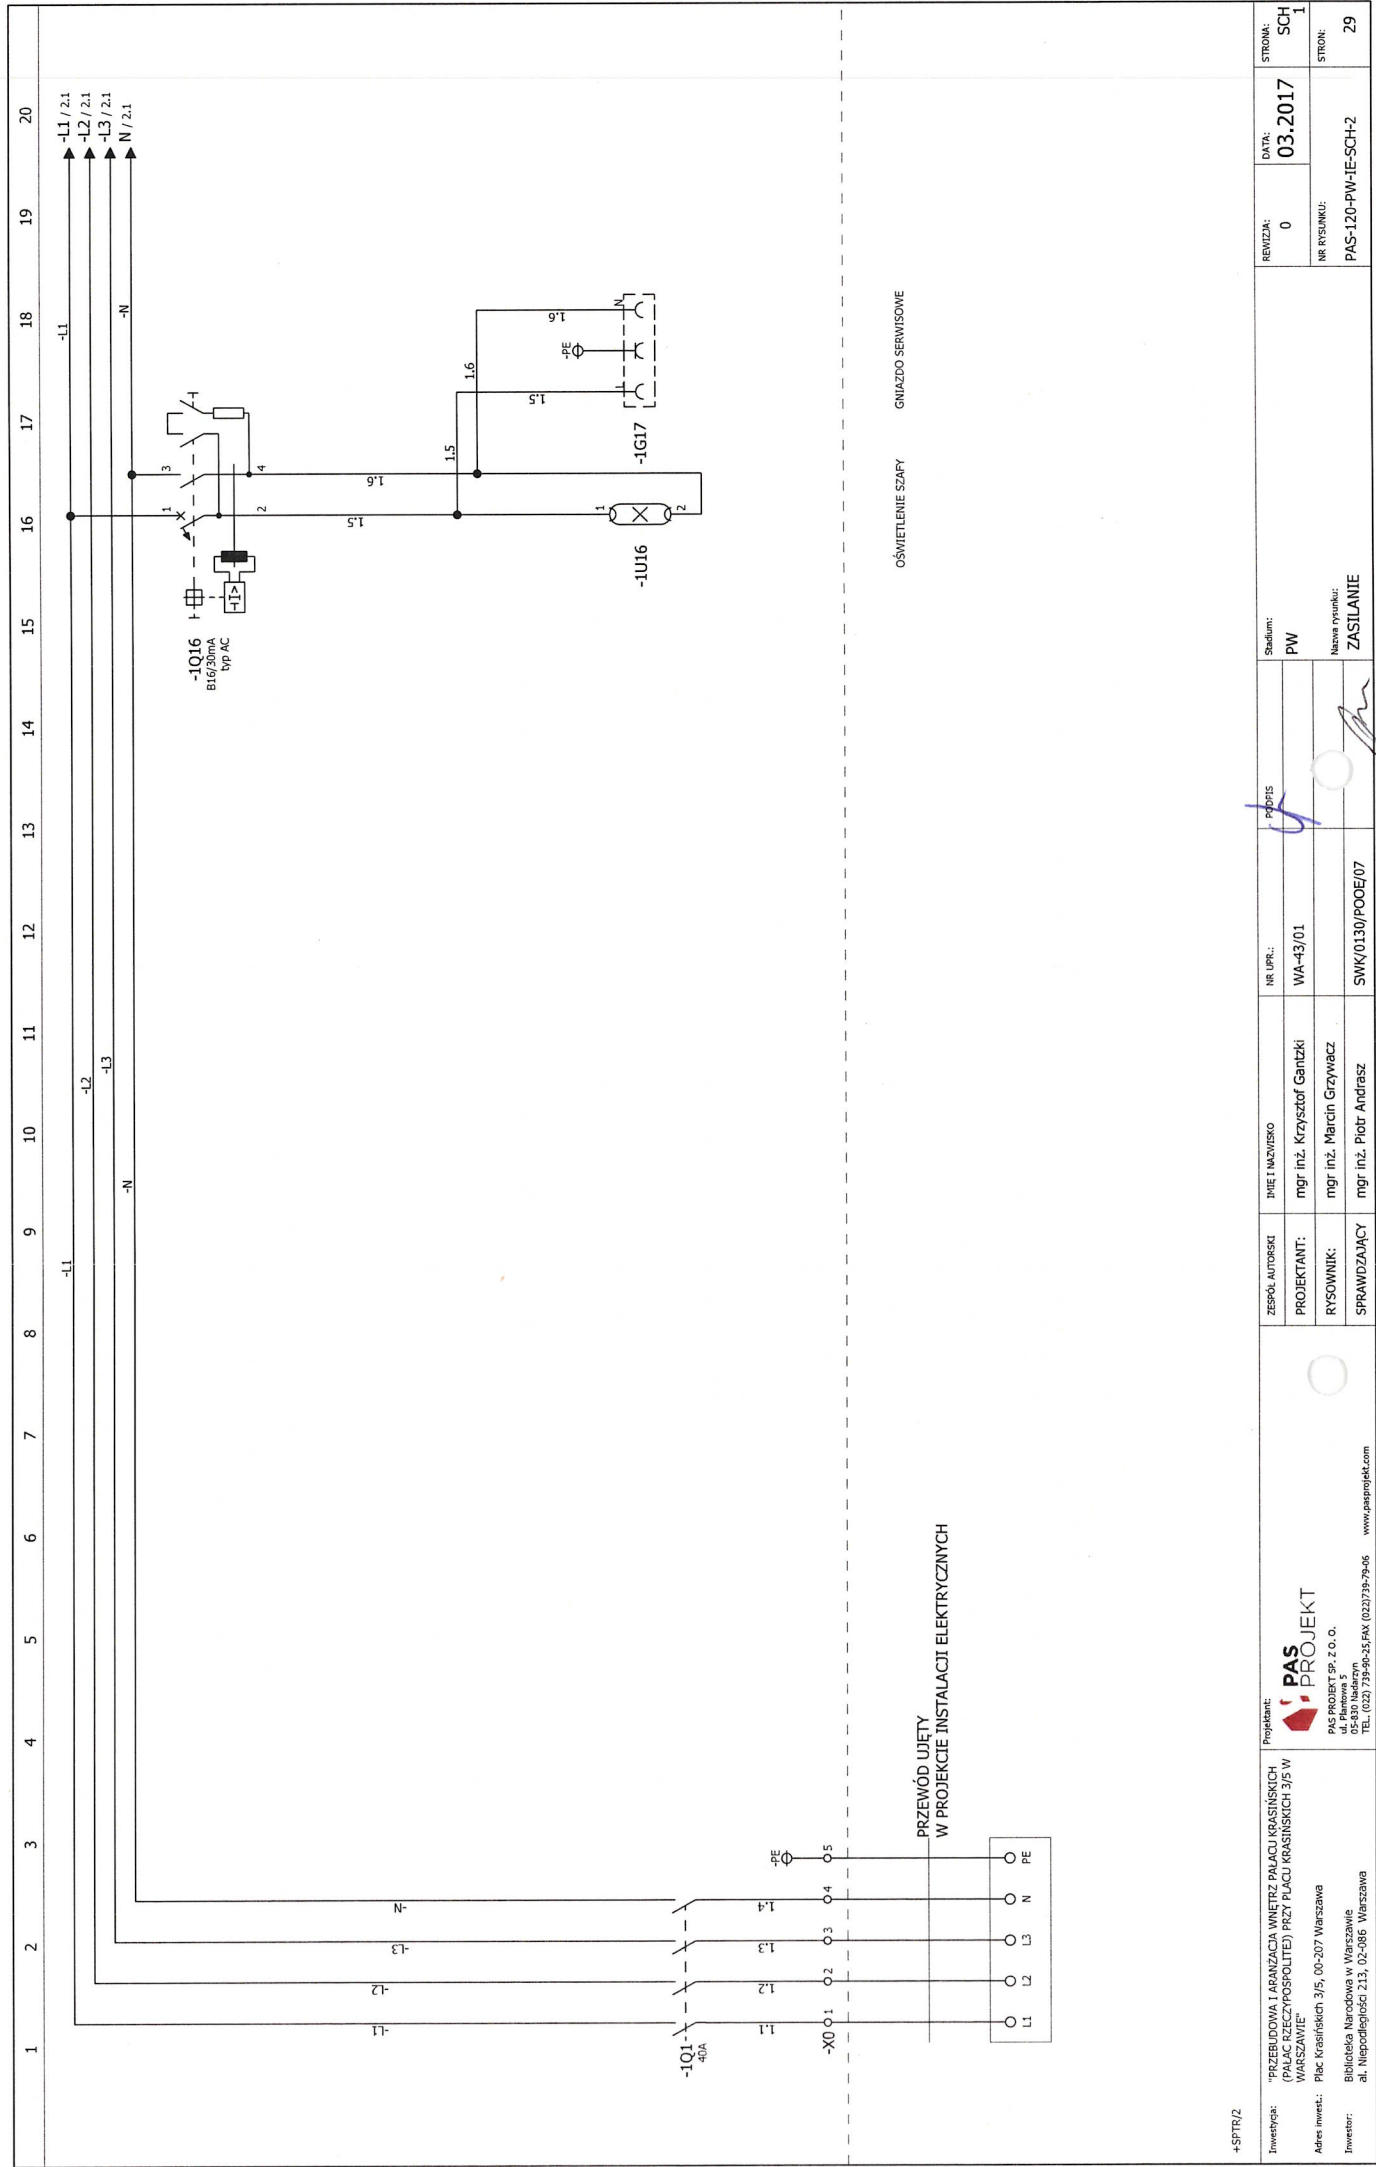 1 2 3 4 5 6 7 8 9 10 11 12 13 14 15 16 17 18 19 20
-L1 -L1 -L1 / 2.1
-L2 -L2 / 2.1
-L3 -L3 / 2.1
-N -N N / 2.1
-L1
-L2
-L3
-N
-1Q1
40A
1.1
1.2
1.3
1.4
-PE
-X0 1 2 3 4 5
PRZEWÓD UJĘTY
W PROJEKCIE INSTALACJI ELEKTRYCZNYCH
L1 L2 L3 N PE
-1Q16
B16/30mA
typ AC
I>
1 3
2 4
1.5 1.6
1.5 1.6
1.5 1.6
-PE
L N
-1U16
1
2
-1G17
OŚWIETLENIE SZAFY GNIAZDO SERWISOWE
+SPTR/2
Inwestycja: "PRZEBUDOWA I ARANŻACJA WNĘTRZ PAŁACU KRASIŃSKICH
(PAŁAC RZECZYPOSPOLITEJ) PRZY PLACU KRASIŃSKICH 3/5 W
WARSZAWIE"
Adres inwest.: Plac Krasińskich 3/5, 00-207 Warszawa
Inwestor: Biblioteka Narodowa w Warszawie
al. Niepodległości 213, 02-086 Warszawa
Projektant:
PAS
PROJEKT
PAS PROJEKT SP. Z O. O.
ul. Plantowa 5
05-830 Nadarzyn
TEL. (022) 739-90-25,FAX (022)739-79-06 www.pasprojekt.com
ZESPÓŁ AUTORSKI IMIĘ I NAZWISKO NR UPR.: PODPIS
PROJEKTANT: mgr inż. Krzysztof Gantzki WA-43/01
RYSOWNIK: mgr inż. Marcin Grzywacz
SPRAWDZAJĄCY mgr inż. Piotr Andrasz SWK/0130/POOE/07
Stadium:
PW
Nazwa rysunku:
ZASILANIE
REWIZJA:
0
DATA:
03.2017
STRONA:
SCH
1
NR RYSUNKU:
PAS-120-PW-IE-SCH-2
STRON:
29